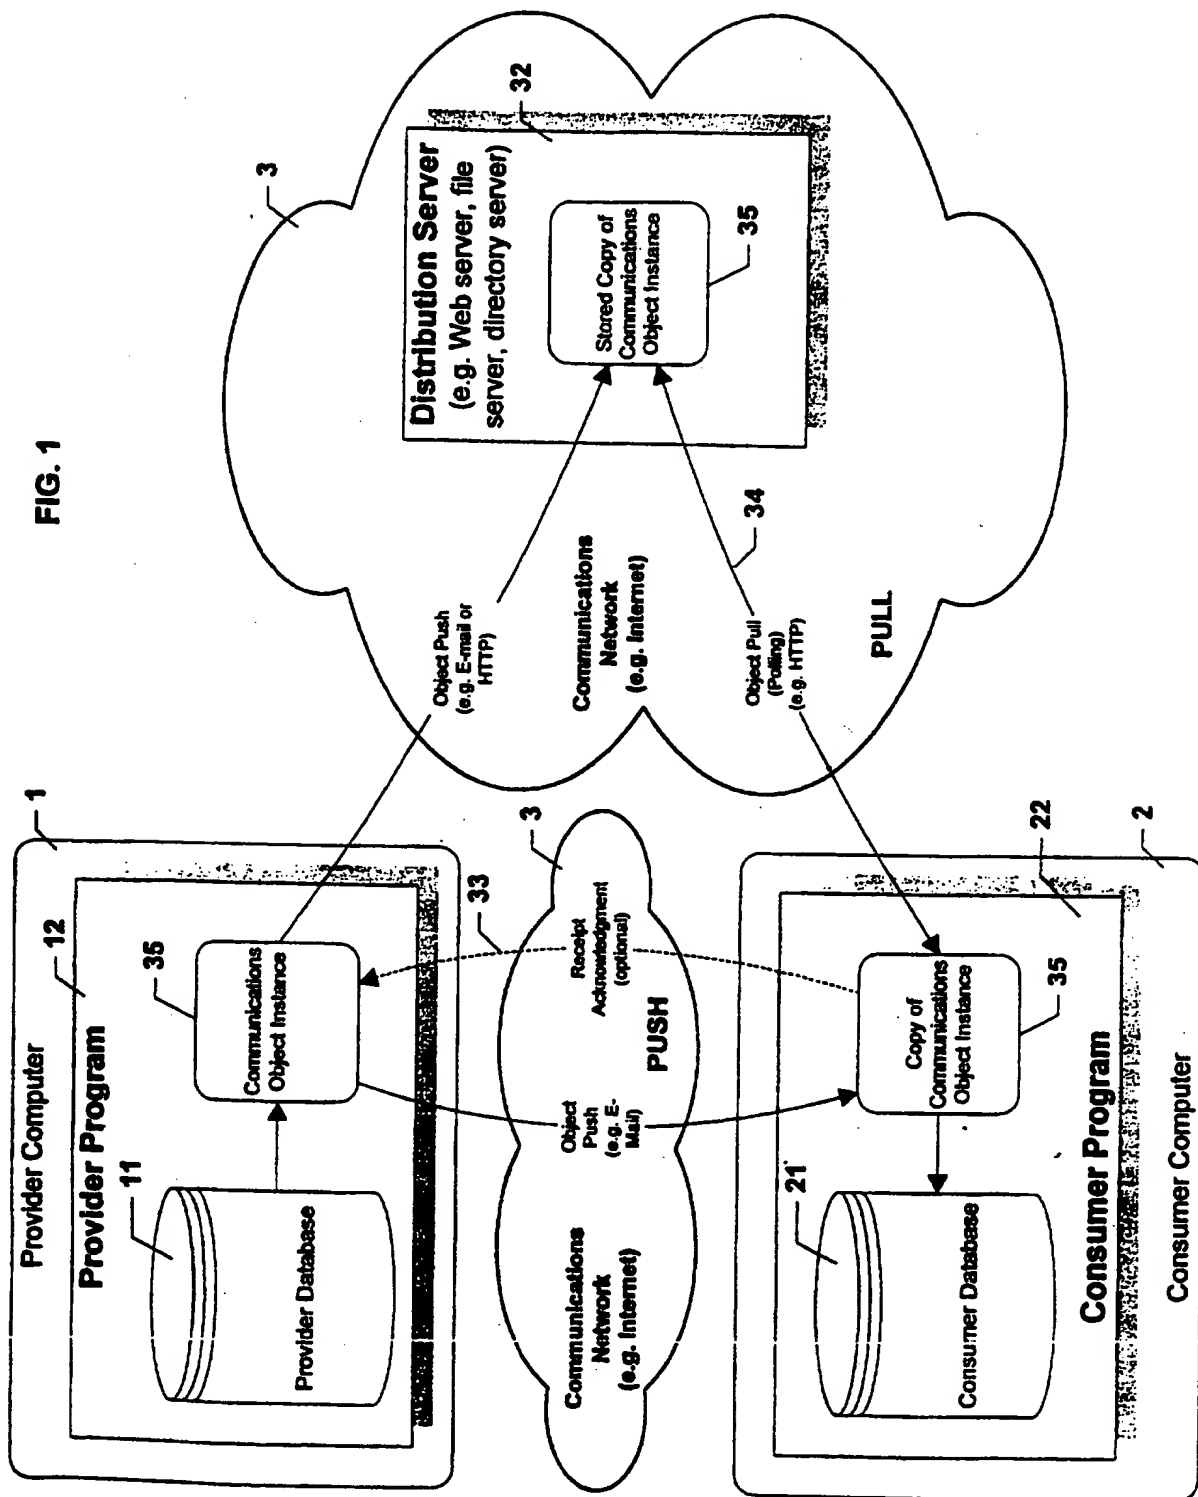 FIG. 1
Provider Computer
1
Provider Program
12
11
Provider Database
35
Communications
Object Instance
Communications
Network
(e.g. Internet)
3
Object
Push
(e.g. E-
Mail)
PUSH
Receipt
Acknowledgment
(optional)
33
21
Consumer Database
Copy of
Communications
Object Instance
35
22
Consumer Program
2
Consumer Computer
3
Object Push
(e.g. E-mail or
HTTP)
Communications
Network
(e.g. Internet)
Object Pull
(Polling)
(e.g. HTTP)
34
PULL
Distribution Server
(e.g. Web server, file
server, directory server)
32
Stored Copy of
Communications
Object Instance
35